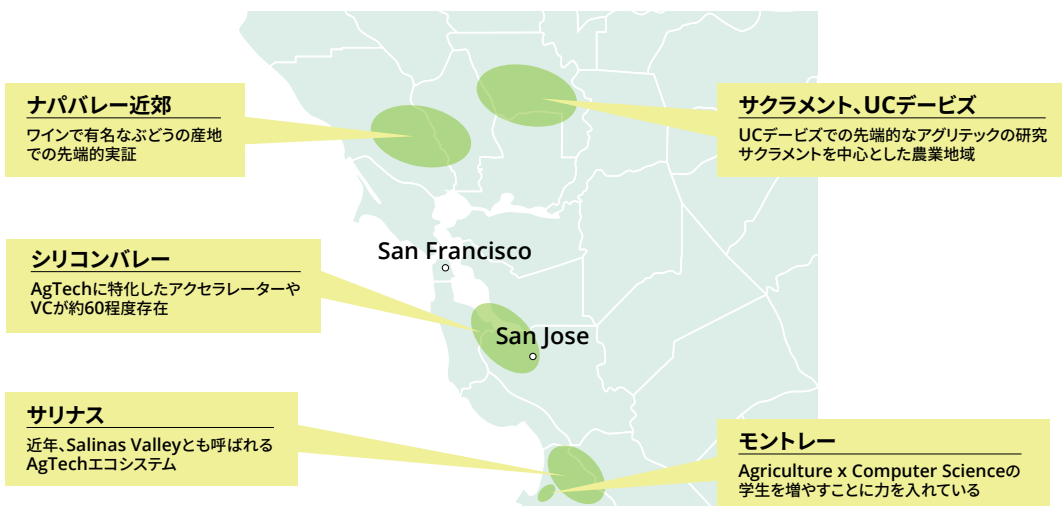 ナパバレー近郊
ワインで有名なぶどうの産地
での先端的実証
サクラメント、UCデービズ
UCデービズでの先端的なアグリテックの研究
サクラメントを中心とした農業地域
シリコンバレー
AgTechに特化したアクセラレーターや
VCが約60程度存在
San Francisco
San Jose
サリナス
近年、Salinas Valleyとも呼ばれる
AgTechエコシステム
モントレー
Agriculture x Computer Scienceの
学生を増やすことに力を入れている